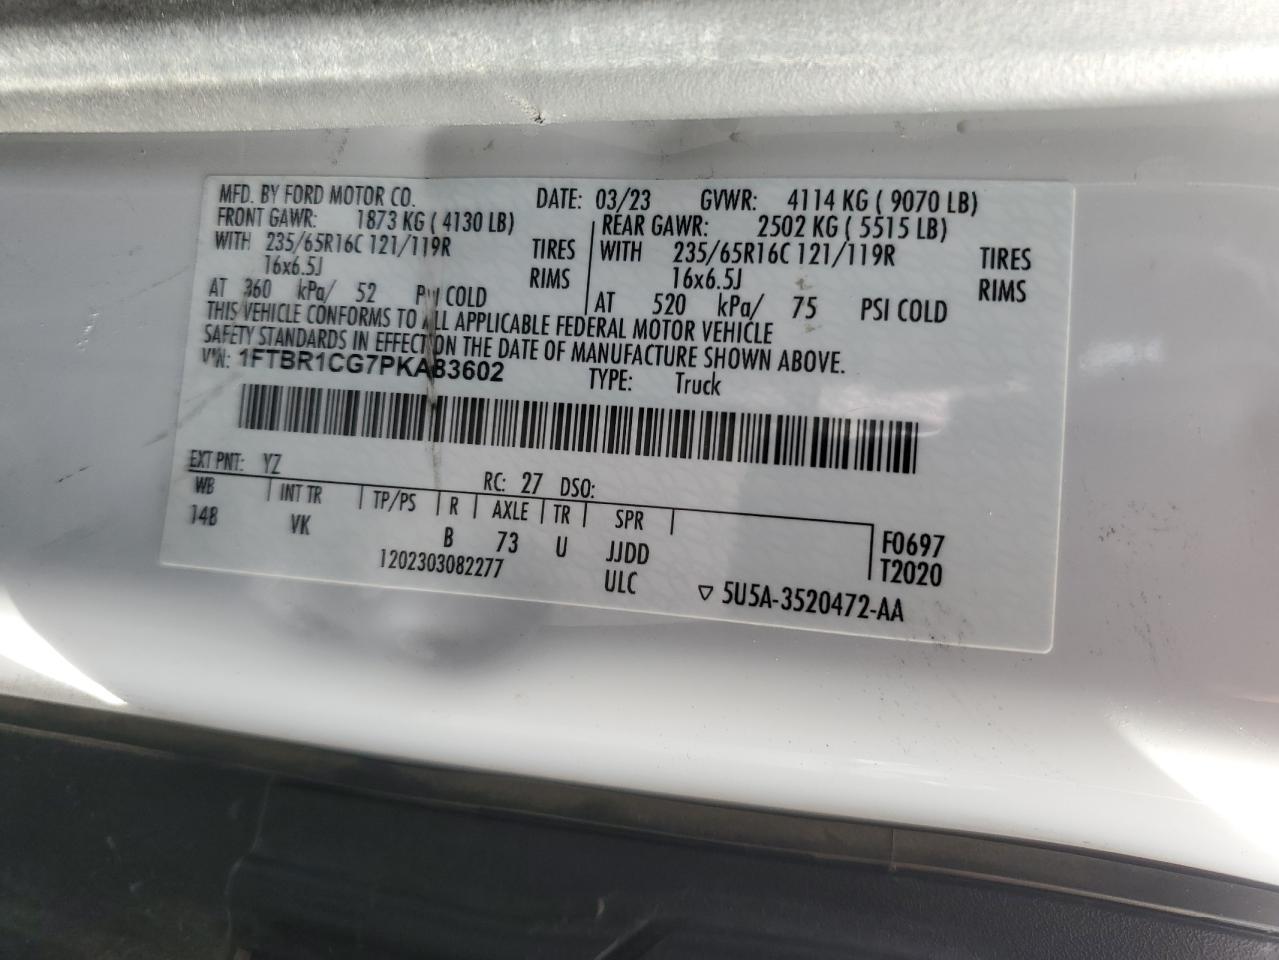 MFD. BY FORD MOTOR CO. DATE: 03/23 GVWR: 4114 KG ( 9070 LB)
FRONT GAWR: 1873 KG ( 4130 LB) REAR GAWR: 2502 KG ( 5515 LB)
WITH 235/65R16C 121/119R TIRES WITH 235/65R16C 121/119R TIRES
16x6.5J RIMS 16x6.5J RIMS
AT 360 kPa/ 52 PSI COLD AT 520 kPa/ 75 PSI COLD
THIS VEHICLE CONFORMS TO ALL APPLICABLE FEDERAL MOTOR VEHICLE
SAFETY STANDARDS IN EFFECT ON THE DATE OF MANUFACTURE SHOWN ABOVE.
VIN: 1FTBR1CG7PKA83602 TYPE: Truck
EXT PNT: YZ RC: 27 DSO:
WB INT TR TP/PS R AXLE TR SPR
148 VK B 73 U JJDD F0697
1202303082277 ULC T2020
▽ 5U5A-3520472-AA